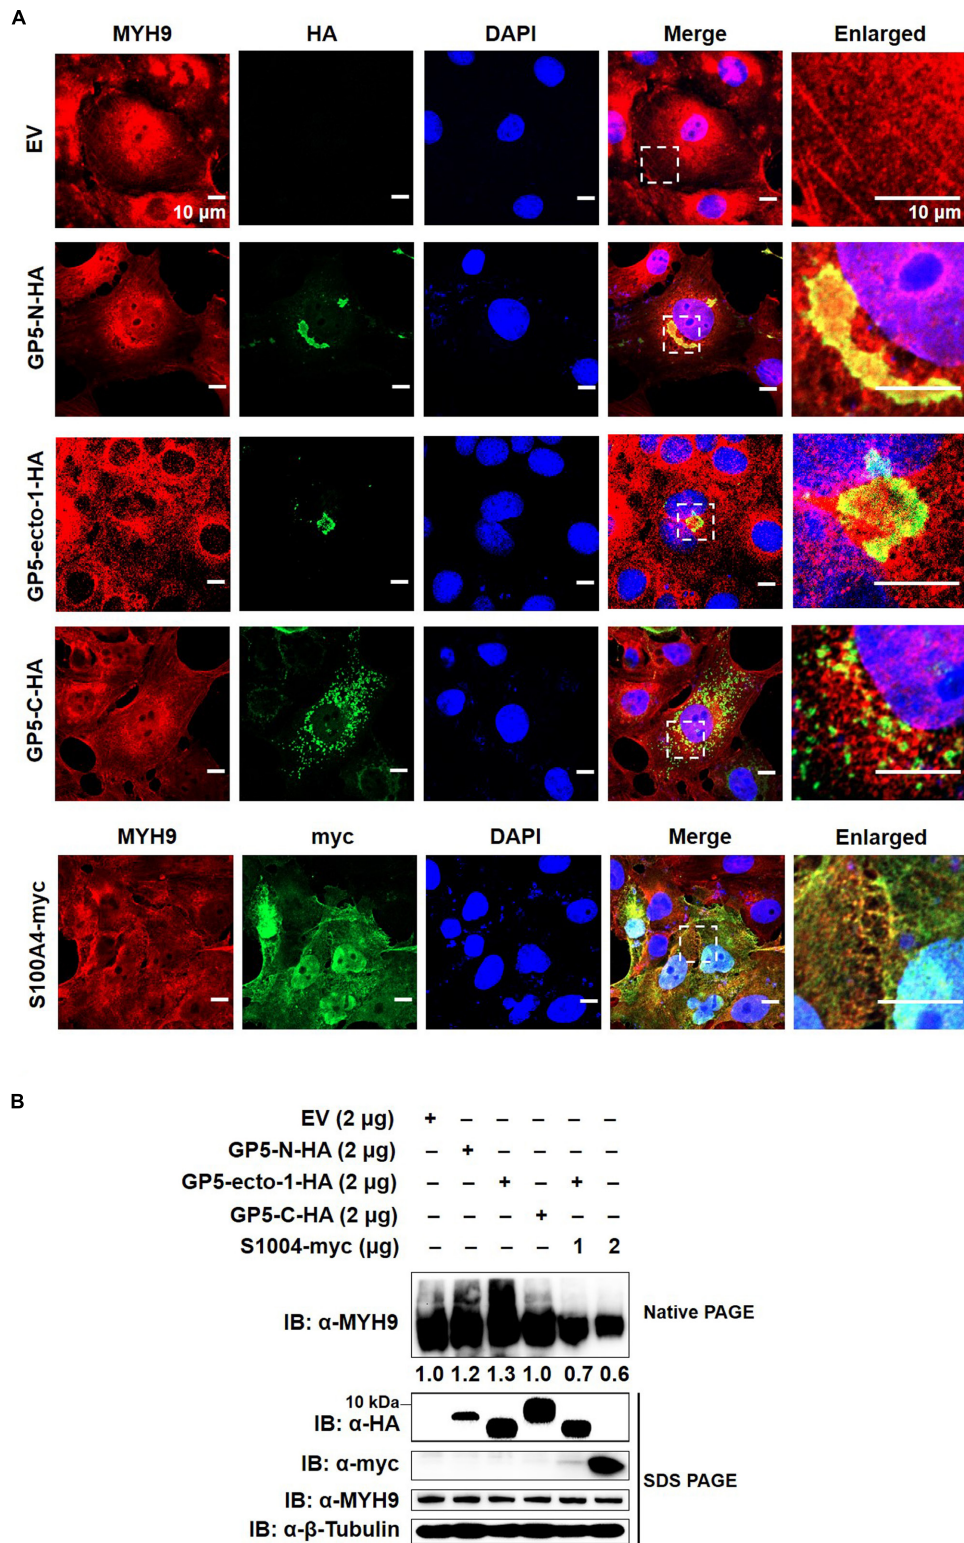 A
MYH9 HA DAPI Merge Enlarged
EV
10 µm
10 µm
GP5-N-HA
GP5-ecto-1-HA
GP5-C-HA
MYH9 myc DAPI Merge Enlarged
S100A4-myc
B
EV (2 µg) + – – – – –
GP5-N-HA (2 µg) – + – – – –
GP5-ecto-1-HA (2 µg) – – + – + –
GP5-C-HA (2 µg) – – – + – –
S1004-myc (µg) – – – – 1 2
IB: α-MYH9 Native PAGE
1.0 1.2 1.3 1.0 0.7 0.6
10 kDa
IB: α-HA
IB: α-myc
SDS PAGE
IB: α-MYH9
IB: α-β-Tubulin